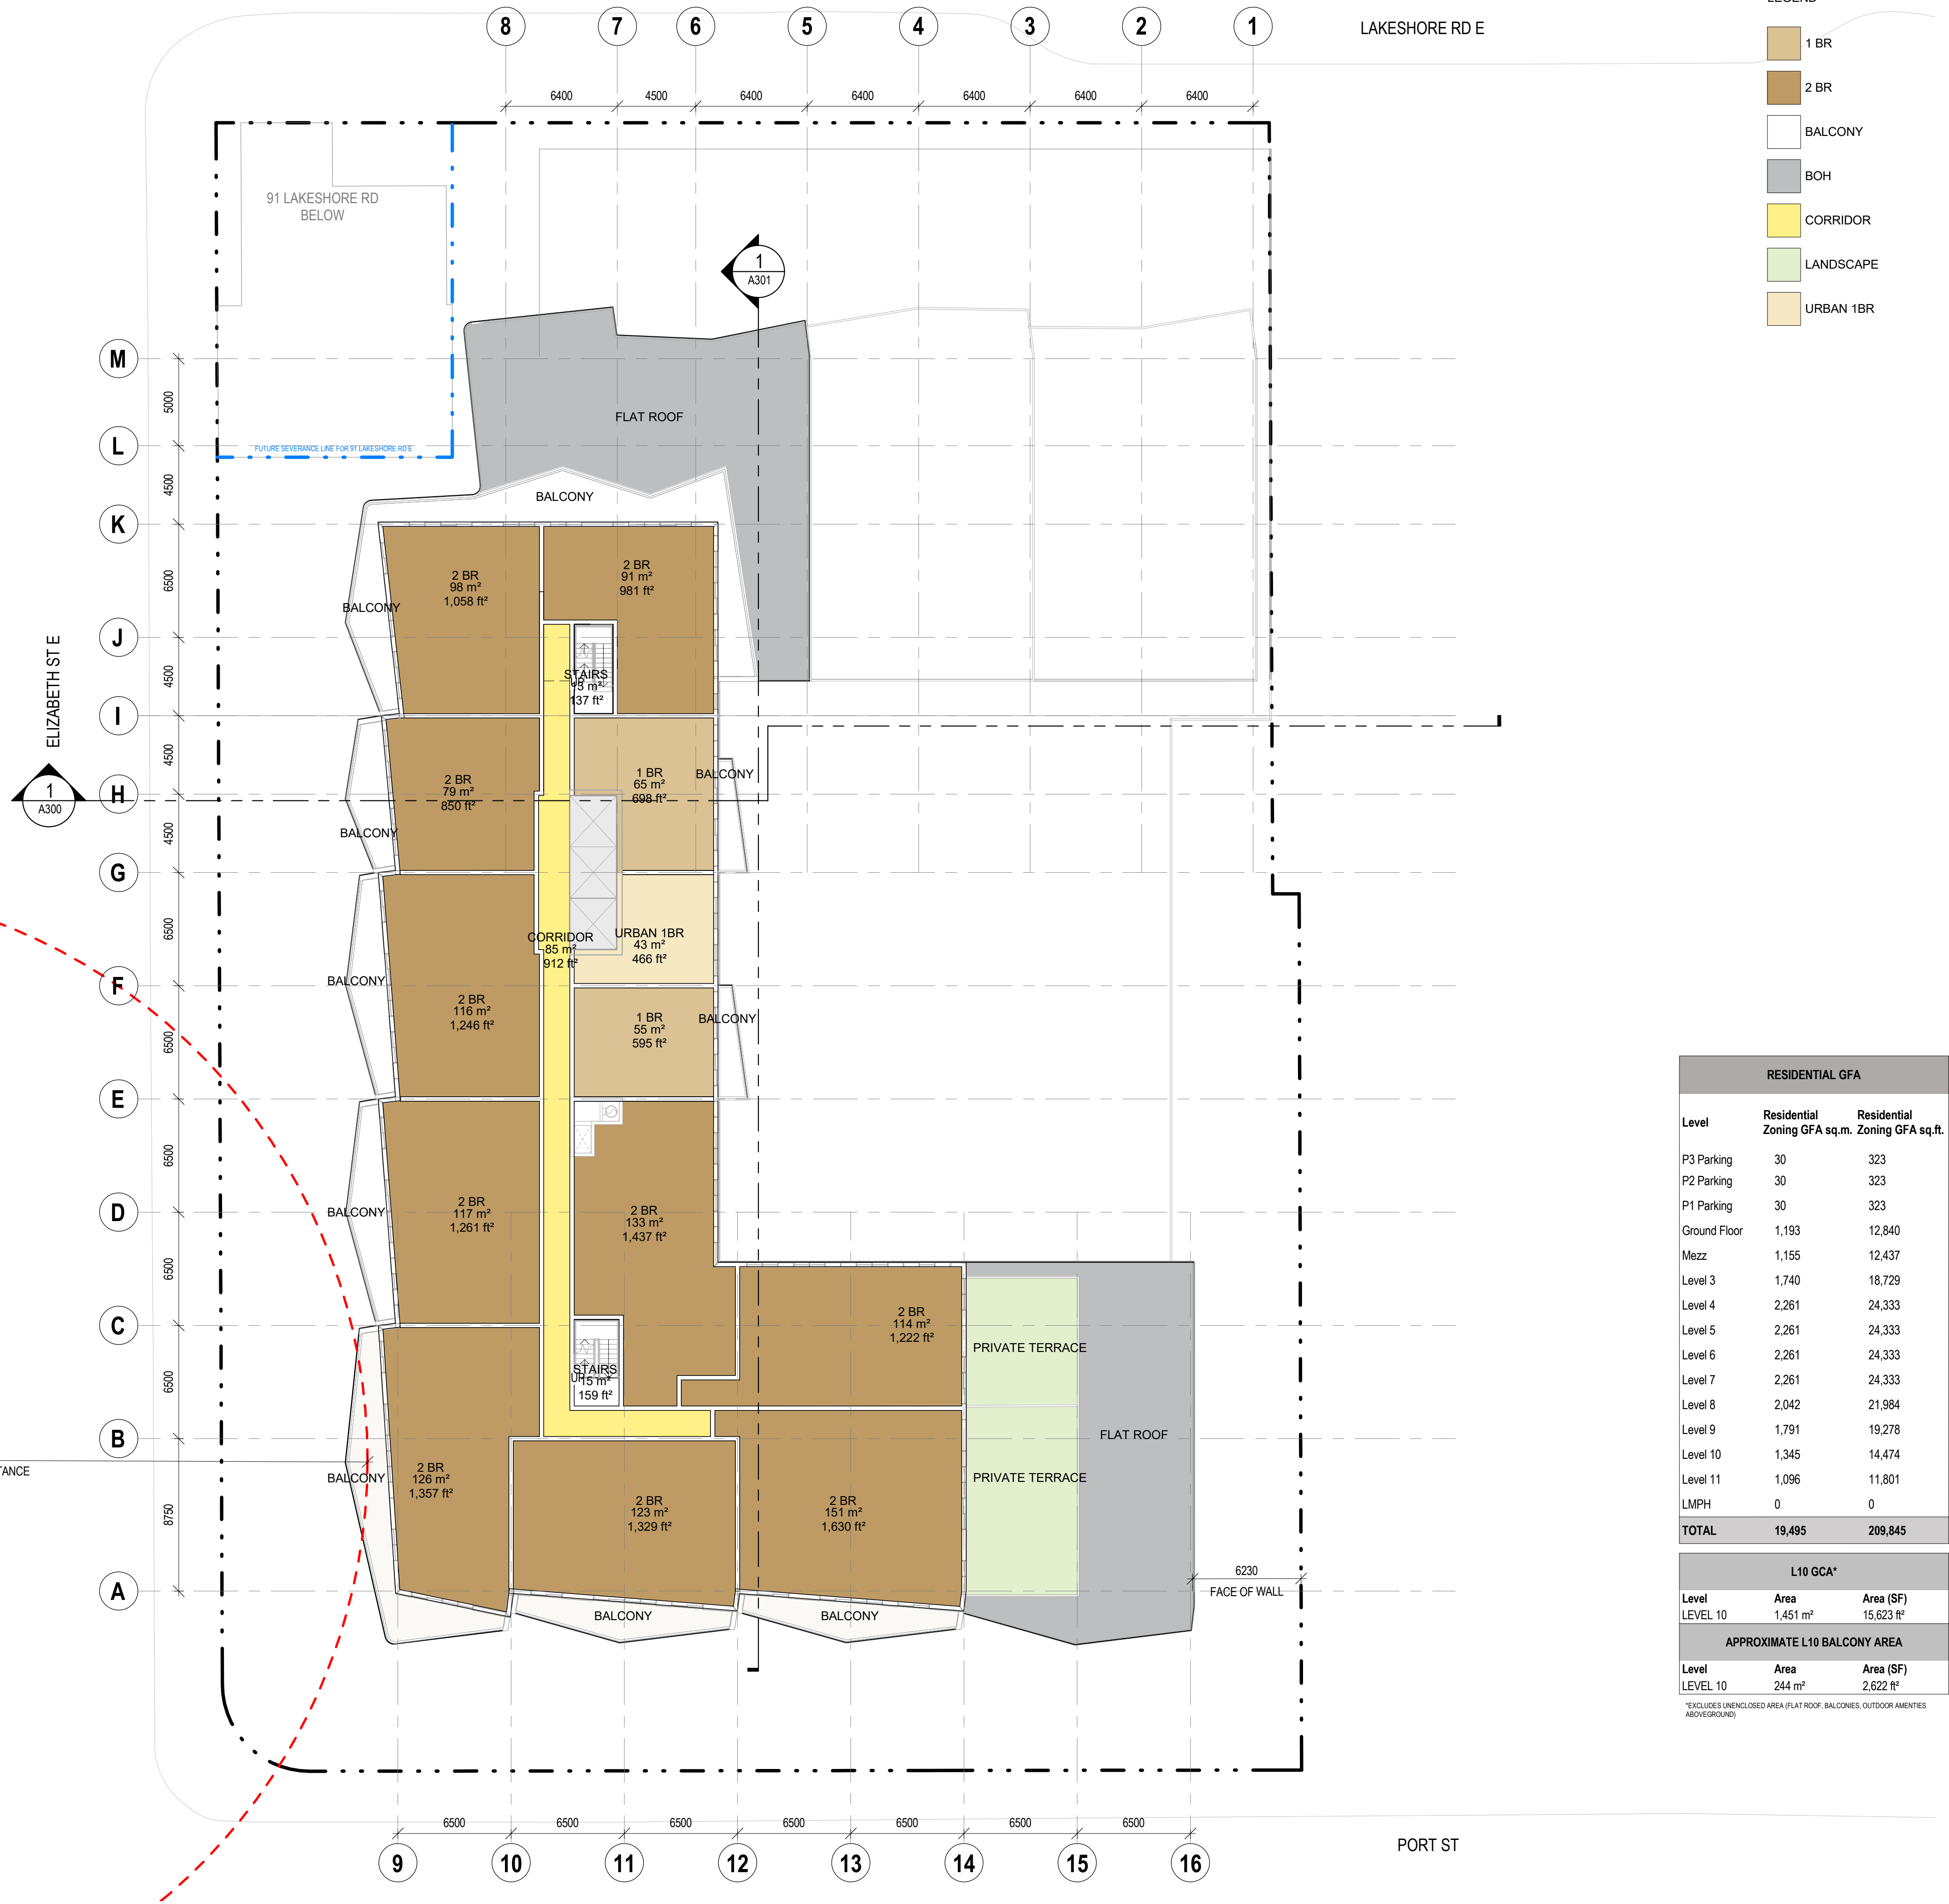 LEGEND
8
7
6
5
4
3
2
1
LAKESHORE RD E
1 BR
2 BR
BALCONY
BOH
CORRIDOR
LANDSCAPE
URBAN 1BR
6400
4500
6400
6400
6400
6400
6400
91 LAKESHORE RD
BELOW
1
A301
M
5000
FLAT ROOF
L
FUTURE SEVERANCE LINE FOR 91 LAKESHORE RD E
4500
BALCONY
K
6500
2 BR
98 m²
1,058 ft²
2 BR
91 m²
981 ft²
BALCONY
J
ELIZABETH ST E
4500
STAIRS
UP
13 m²
137 ft²
I
4500
2 BR
79 m²
850 ft²
1 BR
65 m²
698 ft²
BALCONY
1
A300
H
4500
BALCONY
G
6500
CORRIDOR
85 m²
912 ft²
URBAN 1BR
43 m²
466 ft²
BALCONY
F
2 BR
116 m²
1,246 ft²
1 BR
55 m²
595 ft²
BALCONY
6500
E
6500
2 BR
117 m²
1,261 ft²
2 BR
133 m²
1,437 ft²
BALCONY
D
6500
C
2 BR
114 m²
1,222 ft²
PRIVATE TERRACE
6500
STAIRS
UP
15 m²
159 ft²
B
FLAT ROOF
TANCE
BALCONY
2 BR
126 m²
1,357 ft²
PRIVATE TERRACE
8750
2 BR
123 m²
1,329 ft²
2 BR
151 m²
1,630 ft²
A
6230
FACE OF WALL
BALCONY
BALCONY
6500
6500
6500
6500
6500
6500
6500
9
10
11
12
13
14
15
16
PORT ST
RESIDENTIAL GFA
Level Residential Zoning GFA sq.m. Residential Zoning GFA sq.ft.
P3 Parking 30 323
P2 Parking 30 323
P1 Parking 30 323
Ground Floor 1,193 12,840
Mezz 1,155 12,437
Level 3 1,740 18,729
Level 4 2,261 24,333
Level 5 2,261 24,333
Level 6 2,261 24,333
Level 7 2,261 24,333
Level 8 2,042 21,984
Level 9 1,791 19,278
Level 10 1,345 14,474
Level 11 1,096 11,801
LMPH 0 0
TOTAL 19,495 209,845
L10 GCA*
Level Area Area (SF)
LEVEL 10 1,451 m² 15,623 ft²
APPROXIMATE L10 BALCONY AREA
Level Area Area (SF)
LEVEL 10 244 m² 2,622 ft²
*EXCLUDES UNENCLOSED AREA (FLAT ROOF, BALCONIES, OUTDOOR AMENTIES
ABOVEGROUND)